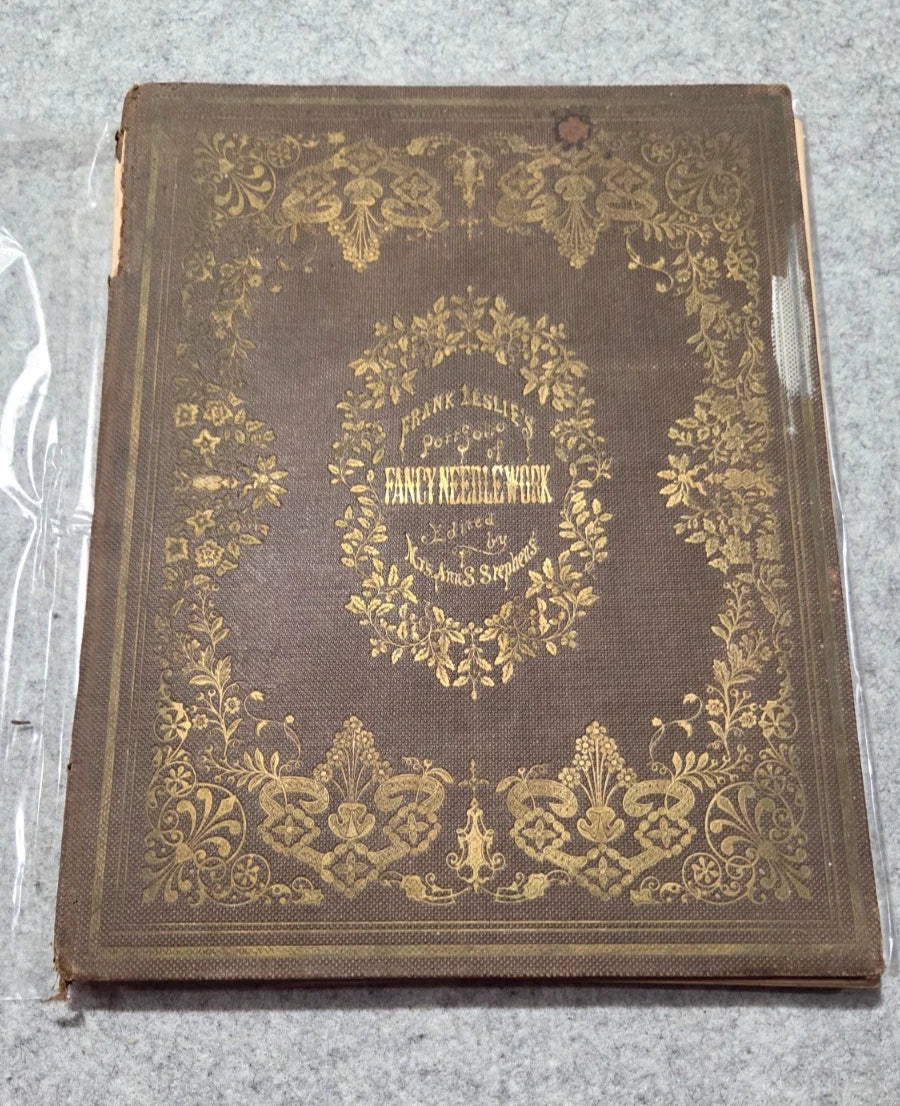 FRANK LESLIE'S
Portfolio
of
FANCY NEEDLEWORK
Edited
by
Mrs. Ann S. Stephens